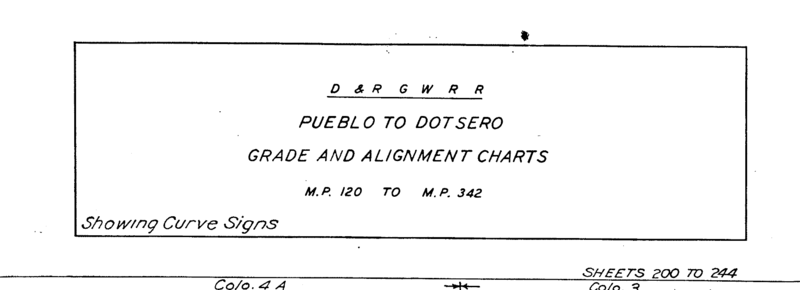 D & R G W R R
PUEBLO TO DOTSERO
GRADE AND ALIGNMENT CHARTS
M.P. 120 TO M.P. 342
Showing Curve Signs
SHEETS 200 TO 244
Colo. 4 A
Colo. 3